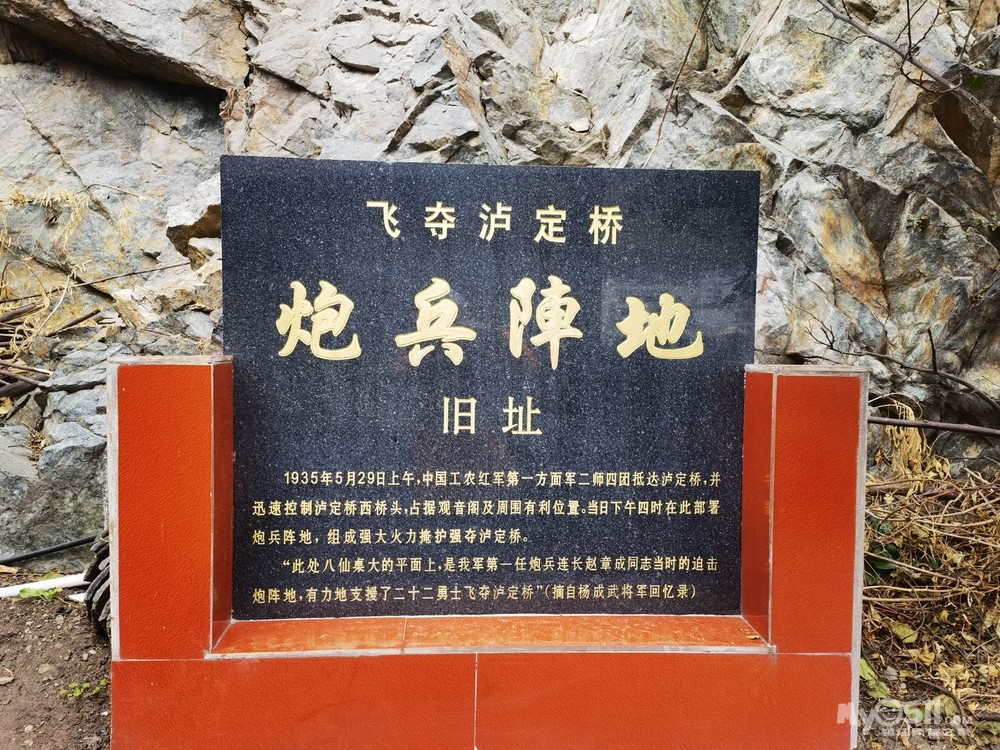 飞夺泸定桥
炮兵陣地
旧址
1935年5月29日上午,中国工农红军第一方面军二师四团抵达泸定桥,并
迅速控制泸定桥西桥头,占据观音阁及周围有利位置。当日下午四时在此部署
炮兵阵地，组成强大火力掩护强夺泸定桥。
“此处八仙桌大的平面上,是我军第一任炮兵连长赵章成同志当时的迫击
炮阵地,有力地支援了二十二勇士飞夺泸定桥”(摘自杨成武将军回忆录)
My0511.COM